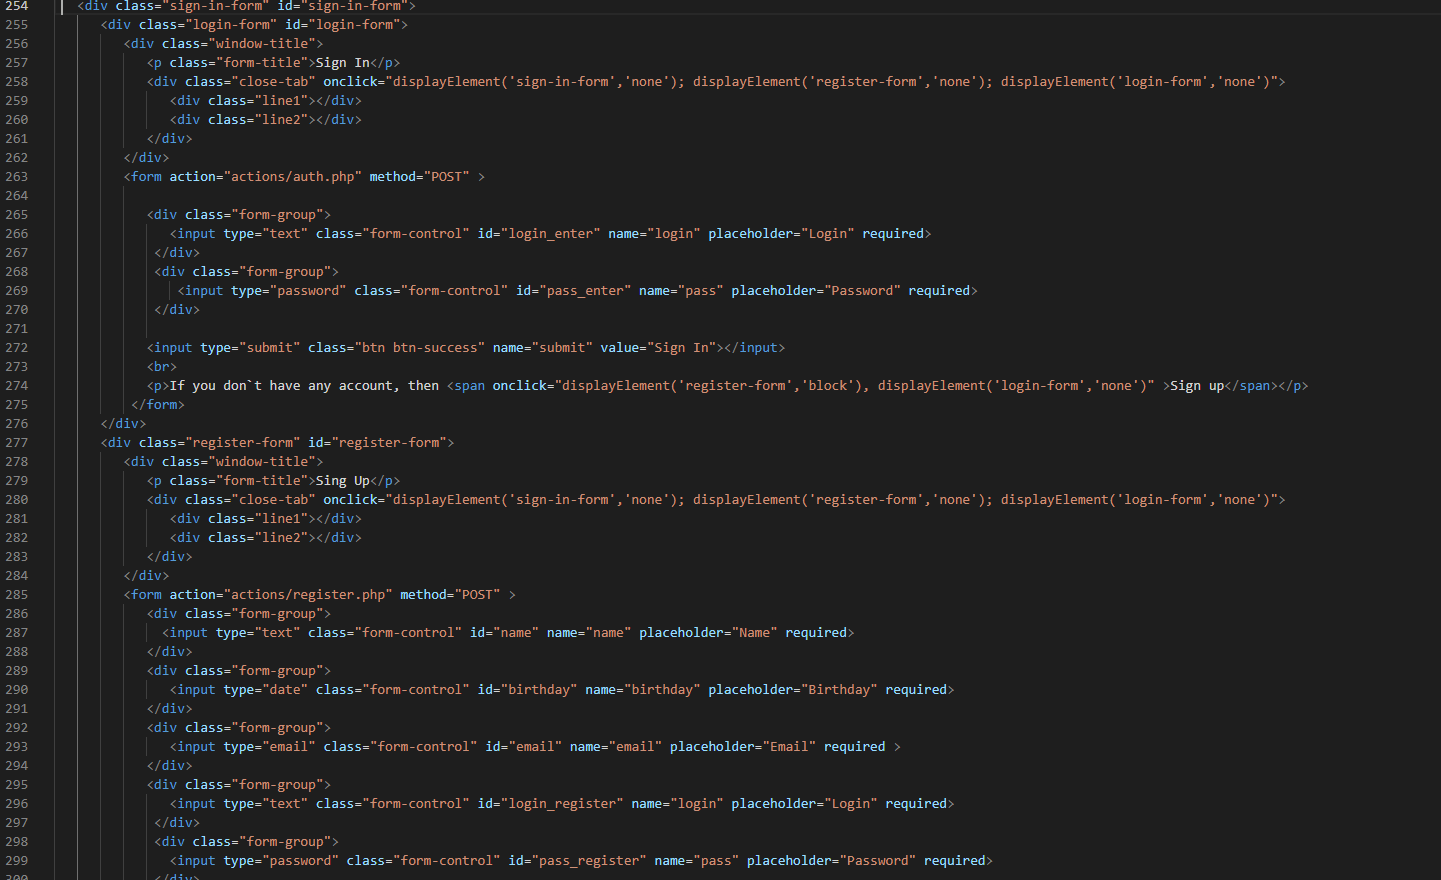 254 <div class="sign-in-form" id="sign-in-form">
255 <div class="login-form" id="login-form">
256 <div class="window-title">
257 <p class="form-title">Sign In</p>
258 <div class="close-tab" onclick="displayElement('sign-in-form','none'); displayElement('register-form','none'); displayElement('login-form','none')">
259 <div class="line1"></div>
260 <div class="line2"></div>
261 </div>
262 </div>
263 <form action="actions/auth.php" method="POST" >
264
265 <div class="form-group">
266 <input type="text" class="form-control" id="login_enter" name="login" placeholder="Login" required>
267 </div>
268 <div class="form-group">
269 <input type="password" class="form-control" id="pass_enter" name="pass" placeholder="Password" required>
270 </div>
271
272 <input type="submit" class="btn btn-success" name="submit" value="Sign In"></input>
273 <br>
274 <p>If you don`t have any account, then <span onclick="displayElement('register-form','block'), displayElement('login-form','none')" >Sign up</span></p>
275 </form>
276 </div>
277 <div class="register-form" id="register-form">
278 <div class="window-title">
279 <p class="form-title">Sing Up</p>
280 <div class="close-tab" onclick="displayElement('sign-in-form','none'); displayElement('register-form','none'); displayElement('login-form','none')">
281 <div class="line1"></div>
282 <div class="line2"></div>
283 </div>
284 </div>
285 <form action="actions/register.php" method="POST" >
286 <div class="form-group">
287 <input type="text" class="form-control" id="name" name="name" placeholder="Name" required>
288 </div>
289 <div class="form-group">
290 <input type="date" class="form-control" id="birthday" name="birthday" placeholder="Birthday" required>
291 </div>
292 <div class="form-group">
293 <input type="email" class="form-control" id="email" name="email" placeholder="Email" required >
294 </div>
295 <div class="form-group">
296 <input type="text" class="form-control" id="login_register" name="login" placeholder="Login" required>
297 </div>
298 <div class="form-group">
299 <input type="password" class="form-control" id="pass_register" name="pass" placeholder="Password" required>
300 </div>